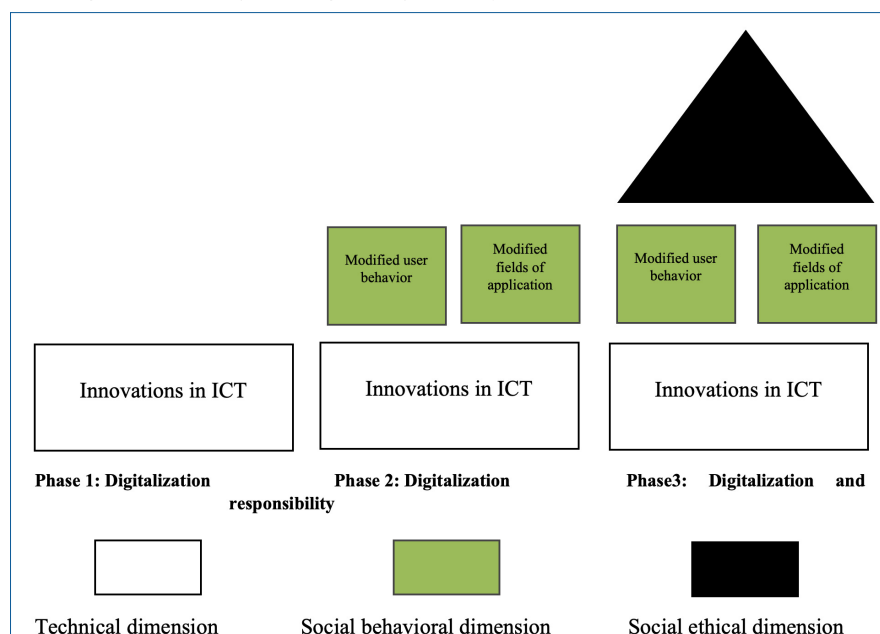 Modified user
behavior
Modified
fields of
application
Modified user
behavior
Modified
fields of
application
Innovations in ICT
Innovations in ICT
Innovations in ICT
Phase 1: Digitalization Phase 2: Digitalization Phase3: Digitalization and
responsibility
Technical dimension Social behavioral dimension Social ethical dimension